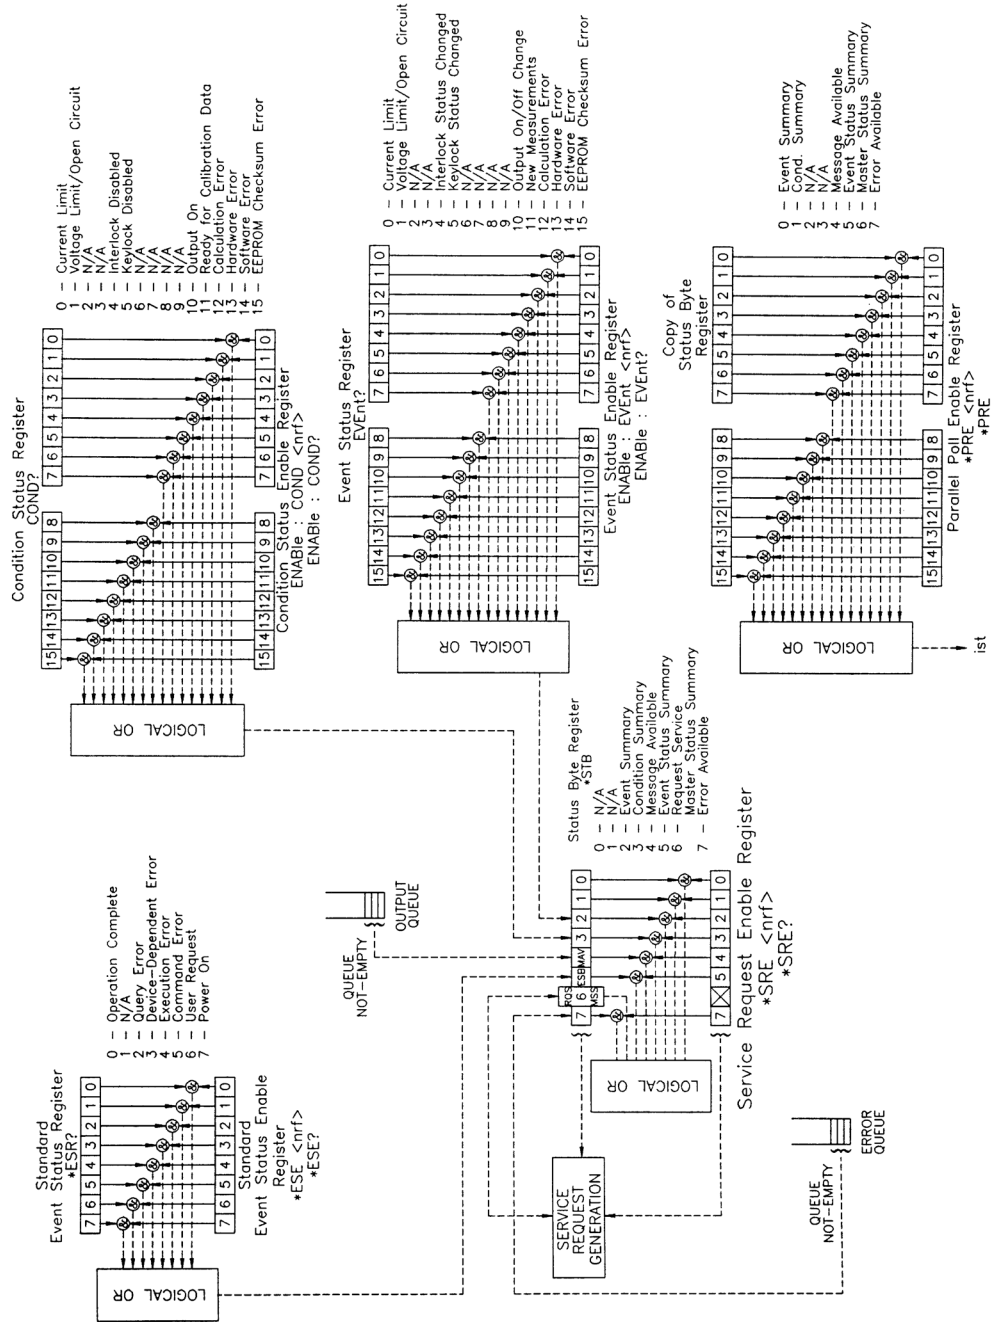 Condition Status Register
COND?
15 14 13 12 11 10 9 8 7 6 5 4 3 2 1 0
& & & & & & & & & & & & & & & &
15 14 13 12 11 10 9 8 7 6 5 4 3 2 1 0
Condition Status Enable Register
ENABle : COND <nrf>
ENABle : COND?
LOGICAL OR
0 – Current Limit
1 – Voltage Limit/Open Circuit
2 – N/A
3 – N/A
4 – Interlock Disabled
5 – Keylock Disabled
6 – N/A
7 – N/A
8 – N/A
9 – N/A
10 – Output On
11 – Ready for Calibration Data
12 – Calculation Error
13 – Hardware Error
14 – Software Error
15 – EEPROM Checksum Error
Event Status Register
EVEnt?
15 14 13 12 11 10 9 8 7 6 5 4 3 2 1 0
& & & & & & & & & & & & & & & &
15 14 13 12 11 10 9 8 7 6 5 4 3 2 1 0
Event Status Enable Register
ENABle : EVEnt <nrf>
ENABle : EVEnt?
LOGICAL OR
0 – Current Limit
1 – Voltage Limit/Open Circuit
2 – N/A
3 – N/A
4 – Interlock Status Changed
5 – Keylock Status Changed
6 – N/A
7 – N/A
8 – N/A
9 – N/A
10 – Output On/Off Change
11 – New Measurements
12 – Calculation Error
13 – Hardware Error
14 – Software Error
15 – EEPROM Checksum Error
Copy of
Status Byte
Register
15 14 13 12 11 10 9 8 7 6 5 4 3 2 1 0
& & & & & & & & & & & & & & & &
15 14 13 12 11 10 9 8 7 6 5 4 3 2 1 0
Parallel Poll Enable Register
*PRE <nrf>
*PRE
LOGICAL OR
ist
0 – Event Summary
1 – Cond. Summary
2 – N/A
3 – N/A
4 – Message Available
5 – Event Status Summary
6 – Master Status Summary
7 – Error Available
Standard
Event Status Register
*ESR?
7 6 5 4 3 2 1 0
& & & & & & & &
7 6 5 4 3 2 1 0
Standard
Event Status Enable
Register
*ESE <nrf>
*ESE?
LOGICAL OR
0 – Operation Complete
1 – N/A
2 – Query Error
3 – Device-Dependent Error
4 – Execution Error
5 – Command Error
6 – User Request
7 – Power On
QUEUE
NOT-EMPTY
OUTPUT
QUEUE
Status Byte Register
*STB
0 – N/A
1 – N/A
2 – Event Summary
3 – Condition Summary
4 – Message Available
5 – Event Status Summary
6 – Request Service
Master Status Summary
7 – Error Available
RQS
7 6 ESB MAV 3 2 1 0
MSS
& & & & & & &
7 5 4 3 2 1 0
Service Request Enable Register
*SRE <nrf>
*SRE?
LOGICAL OR
SERVICE
REQUEST
GENERATION
QUEUE
NOT-EMPTY
ERROR
QUEUE